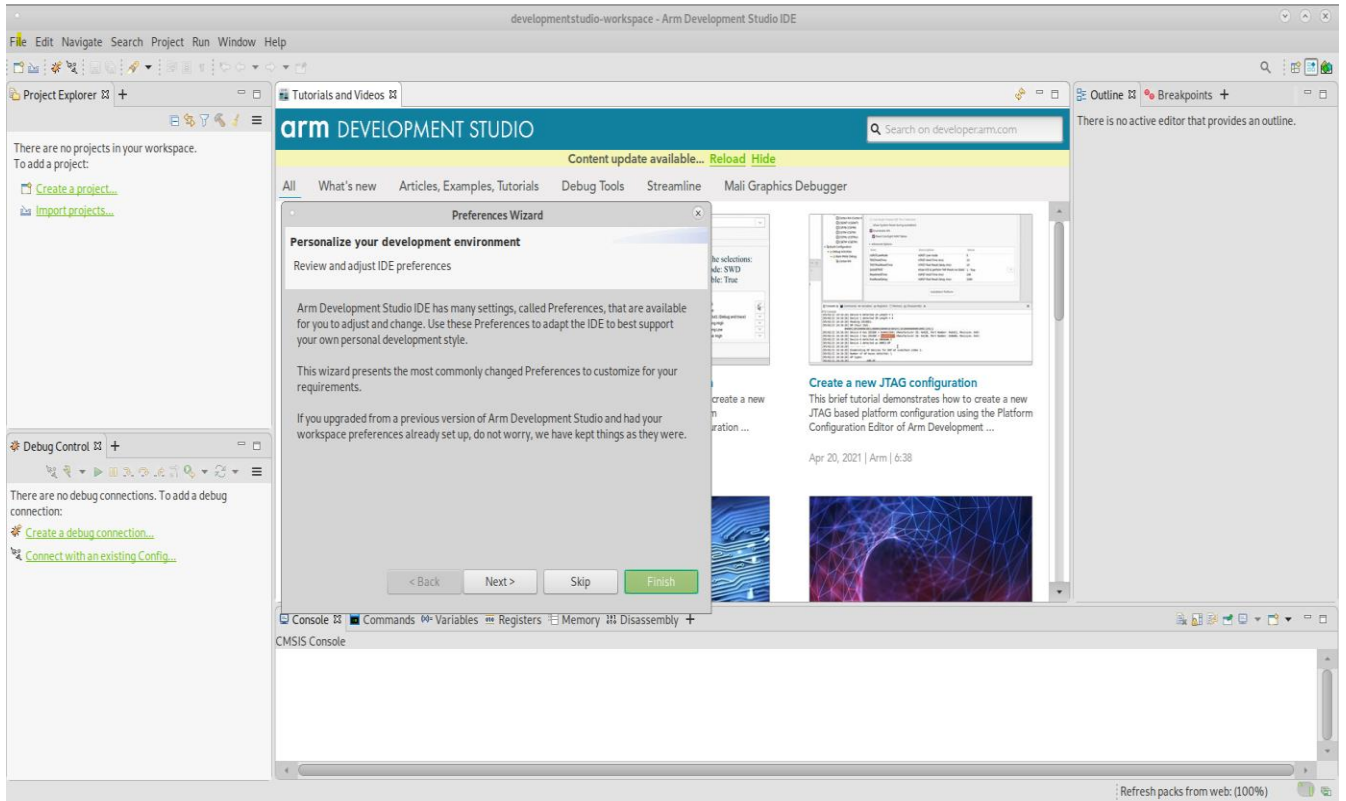 developmentstudio-workspace - Arm Development Studio IDE
File Edit Navigate Search Project Run Window Help
Project Explorer
There are no projects in your workspace.
To add a project:
Create a project...
Import projects...
Tutorials and Videos
arm DEVELOPMENT STUDIO
Search on developer.arm.com
Content update available... Reload Hide
All What's new Articles, Examples, Tutorials Debug Tools Streamline Mali Graphics Debugger
Preferences Wizard
Personalize your development environment
Review and adjust IDE preferences
Arm Development Studio IDE has many settings, called Preferences, that are available
for you to adjust and change. Use these Preferences to adapt the IDE to best support
your own personal development style.
This wizard presents the most commonly changed Preferences to customize for your
requirements.
If you upgraded from a previous version of Arm Development Studio and had your
workspace preferences already set up, do not worry, we have kept things as they were.
< Back Next > Skip Finish
he selections:
de: SWD
ble: True
create a new
ration ...
Create a new JTAG configuration
This brief tutorial demonstrates how to create a new
JTAG based platform configuration using the Platform
Configuration Editor of Arm Development ...
Apr 20, 2021 | Arm | 6:38
Outline Breakpoints
There is no active editor that provides an outline.
Debug Control
There are no debug connections. To add a debug
connection:
Create a debug connection...
Connect with an existing Config...
Console Commands Variables Registers Memory Disassembly
CMSIS Console
Refresh packs from web: (100%)